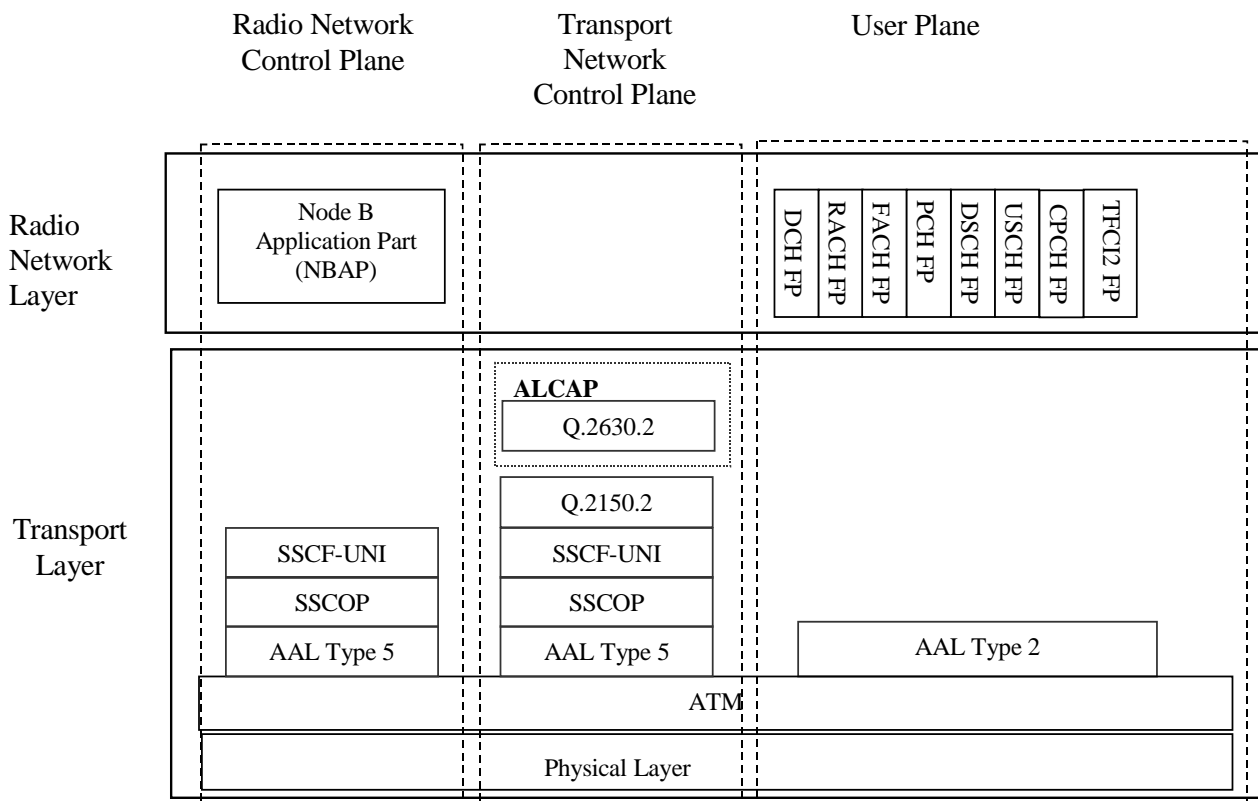 Radio Network
Control Plane
Transport
Network
Control Plane
User Plane
Radio
Network
Layer
Node B
Application Part
(NBAP)
DCH FP
RACH FP
FACH FP
PCH FP
DSCH FP
USCH FP
CPCH FP
TFCI2 FP
Transport
Layer
ALCAP
Q.2630.2
Q.2150.2
SSCF-UNI
SSCF-UNI
SSCOP
SSCOP
AAL Type 5
AAL Type 5
AAL Type 2
ATM
Physical Layer